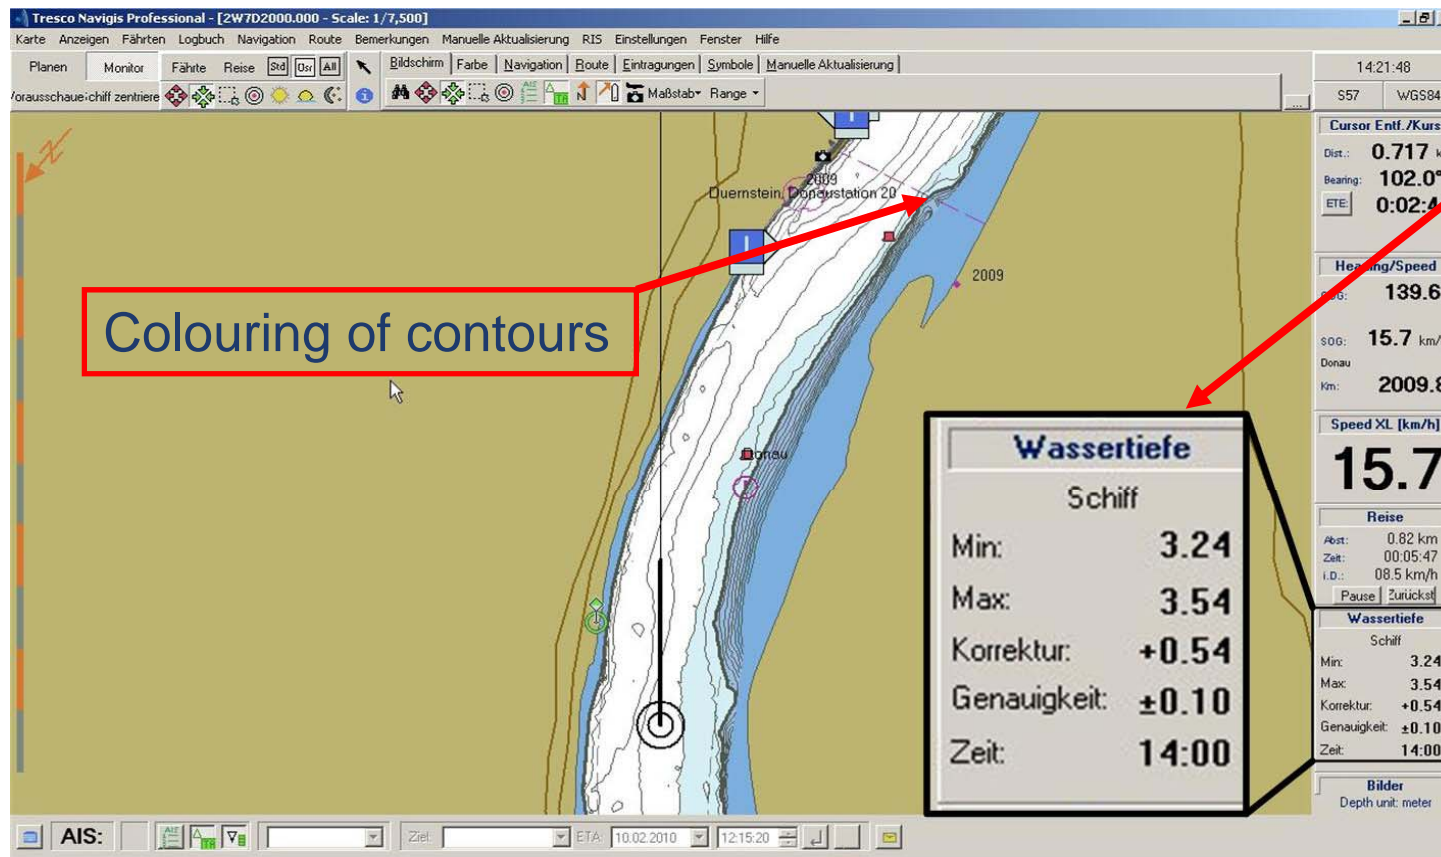 Tresco Navigis Professional - [2W7D2000.000 - Scale: 1/7,500]
Karte Anzeigen Fährten Logbuch Navigation Route Bemerkungen Manuelle Aktualisierung RIS Einstellungen Fenster Hilfe
Planen Monitor Fährte Reise Std Usr All
Bildschirm Farbe Navigation Route Eintragungen Symbole Manuelle Aktualisierung
14:21:48
chiff zentriere
Maßstab Range
...
S57 WGS84
Cursor Entf./Kurs
Dist.: 0.717
Bearing: 102.0°
ETE: 0:02:4
2009
Duernstein, Donaustation 20
2009
Heading/Speed
139.6
SOG: 15.7 km/
Donau
Km: 2009.8
Colouring of contours
Speed XL [km/h]
15.7
Donau
Wassertiefe
Schiff
Min: 3.24
Max: 3.54
Korrektur: +0.54
Genauigkeit: ±0.10
Zeit: 14:00
Reise
Abst: 0.82 km
Zeit: 00:05:47
i.D.: 08.5 km/h
Pause Zurückst
Wassertiefe
Schiff
Min: 3.24
Max: 3.54
Korrektur: +0.54
Genauigkeit: ±0.10
Zeit: 14:00
Bilder
Depth unit: meter
AIS: AIS TR Ziel: ETA: 10.02.2010 12:15:20